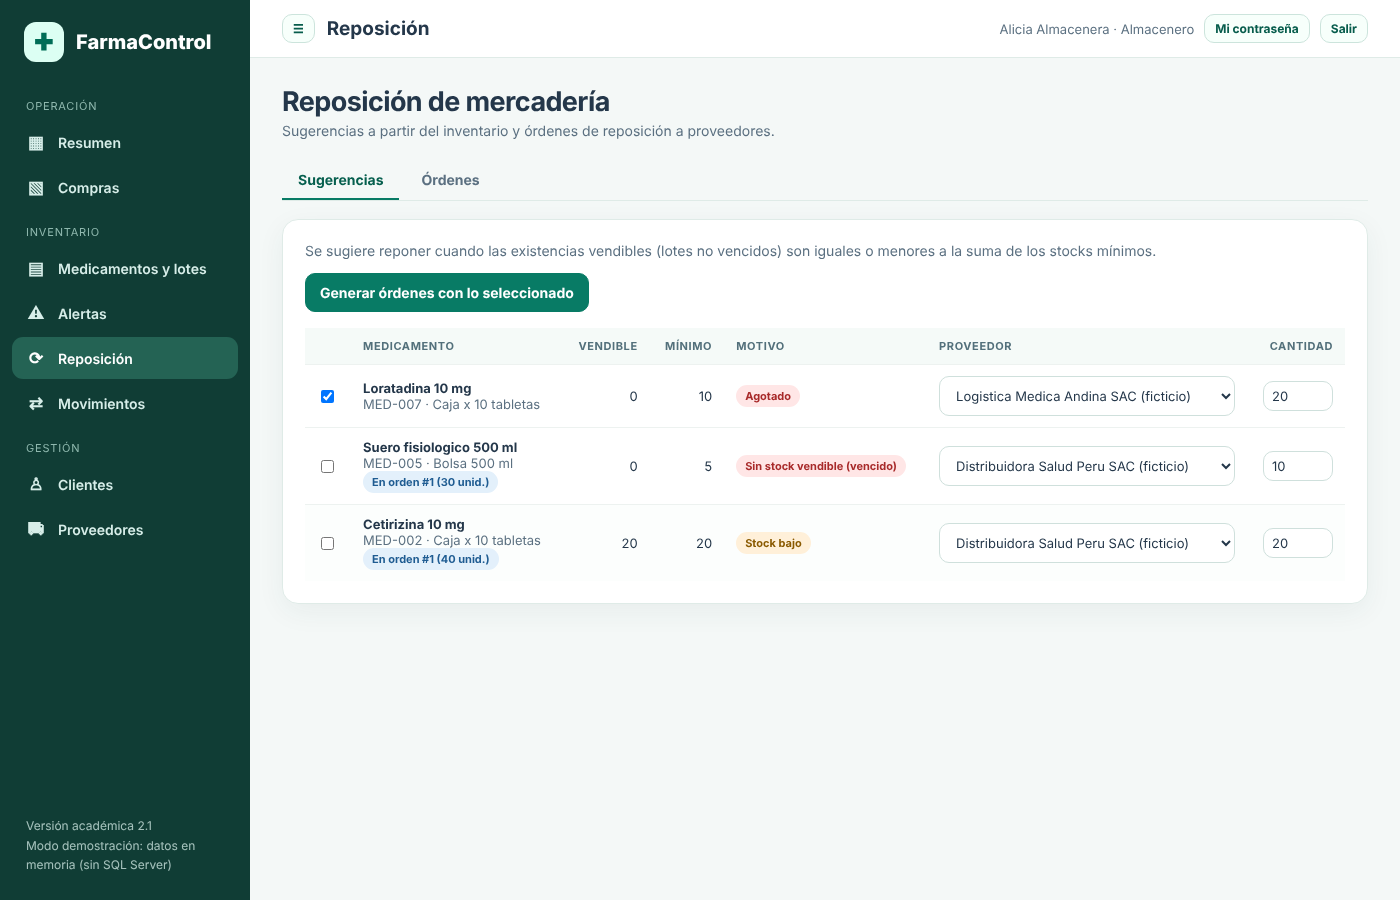 FarmaControl
OPERACIÓN
Resumen
Compras
INVENTARIO
Medicamentos y lotes
Alertas
Reposición
Movimientos
GESTIÓN
Clientes
Proveedores
Versión académica 2.1
Modo demostración: datos en
memoria (sin SQL Server)
Reposición
Alicia Almacenera · Almacenero
Mi contraseña
Salir
Reposición de mercadería
Sugerencias a partir del inventario y órdenes de reposición a proveedores.
Sugerencias
Órdenes
Se sugiere reponer cuando las existencias vendibles (lotes no vencidos) son iguales o menores a la suma de los stocks mínimos.
Generar órdenes con lo seleccionado
MEDICAMENTO VENDIBLE MÍNIMO MOTIVO PROVEEDOR CANTIDAD
Loratadina 10 mg
MED-007 · Caja x 10 tabletas
0 10 Agotado Logistica Medica Andina SAC (ficticio) 20
Suero fisiologico 500 ml
MED-005 · Bolsa 500 ml
En orden #1 (30 unid.)
0 5 Sin stock vendible (vencido) Distribuidora Salud Peru SAC (ficticio) 10
Cetirizina 10 mg
MED-002 · Caja x 10 tabletas
En orden #1 (40 unid.)
20 20 Stock bajo Distribuidora Salud Peru SAC (ficticio) 20